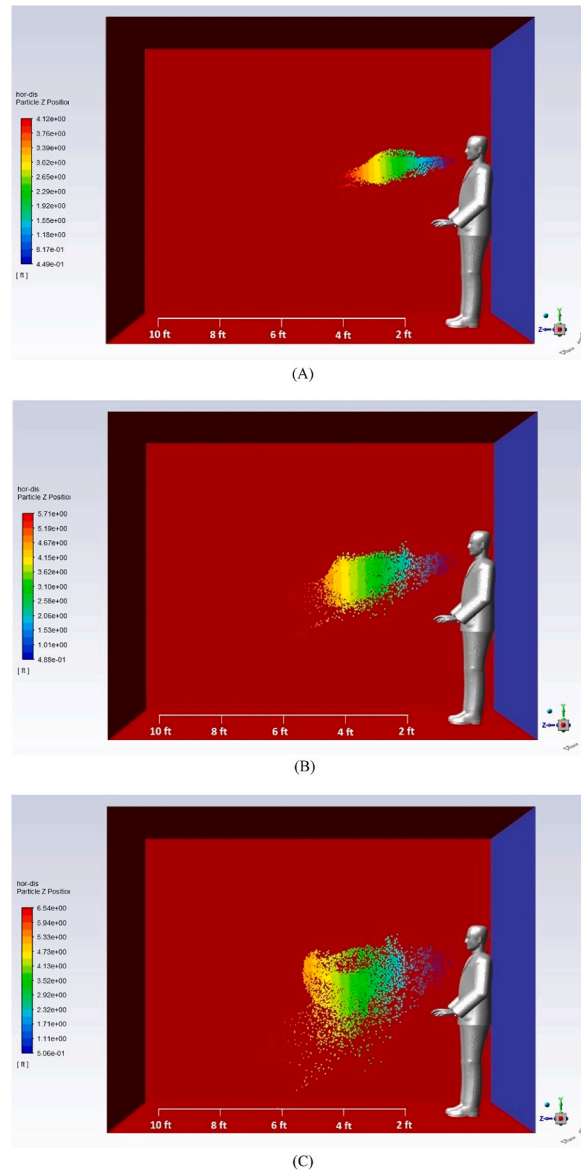 hor-dis
Particle Z Position
4.12e+00
3.76e+00
3.39e+00
3.02e+00
2.65e+00
2.29e+00
1.92e+00
1.55e+00
1.18e+00
8.17e-01
4.49e-01
[ ft ]
10 ft 8 ft 6 ft 4 ft 2 ft
Y
Z
(A)
hor-dis
Particle Z Position
5.71e+00
5.19e+00
4.67e+00
4.15e+00
3.62e+00
3.10e+00
2.58e+00
2.06e+00
1.53e+00
1.01e+00
4.88e-01
[ ft ]
10 ft 8 ft 6 ft 4 ft 2 ft
Y
Z
(B)
hor-dis
Particle Z Position
6.54e+00
5.94e+00
5.33e+00
4.73e+00
4.13e+00
3.52e+00
2.92e+00
2.32e+00
1.71e+00
1.11e+00
5.06e-01
[ ft ]
10 ft 8 ft 6 ft 4 ft 2 ft
Y
Z
(C)